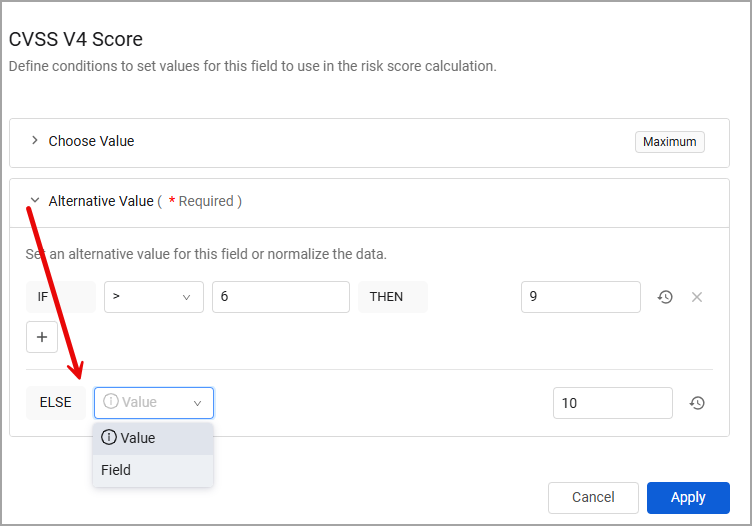 CVSS V4 Score
Define conditions to set values for this field to use in the risk score calculation.
Choose Value Maximum
Alternative Value ( * Required )
Set an alternative value for this field or normalize the data.
IF > 6 THEN 9
+
ELSE Value 10
Value
Field
Cancel Apply